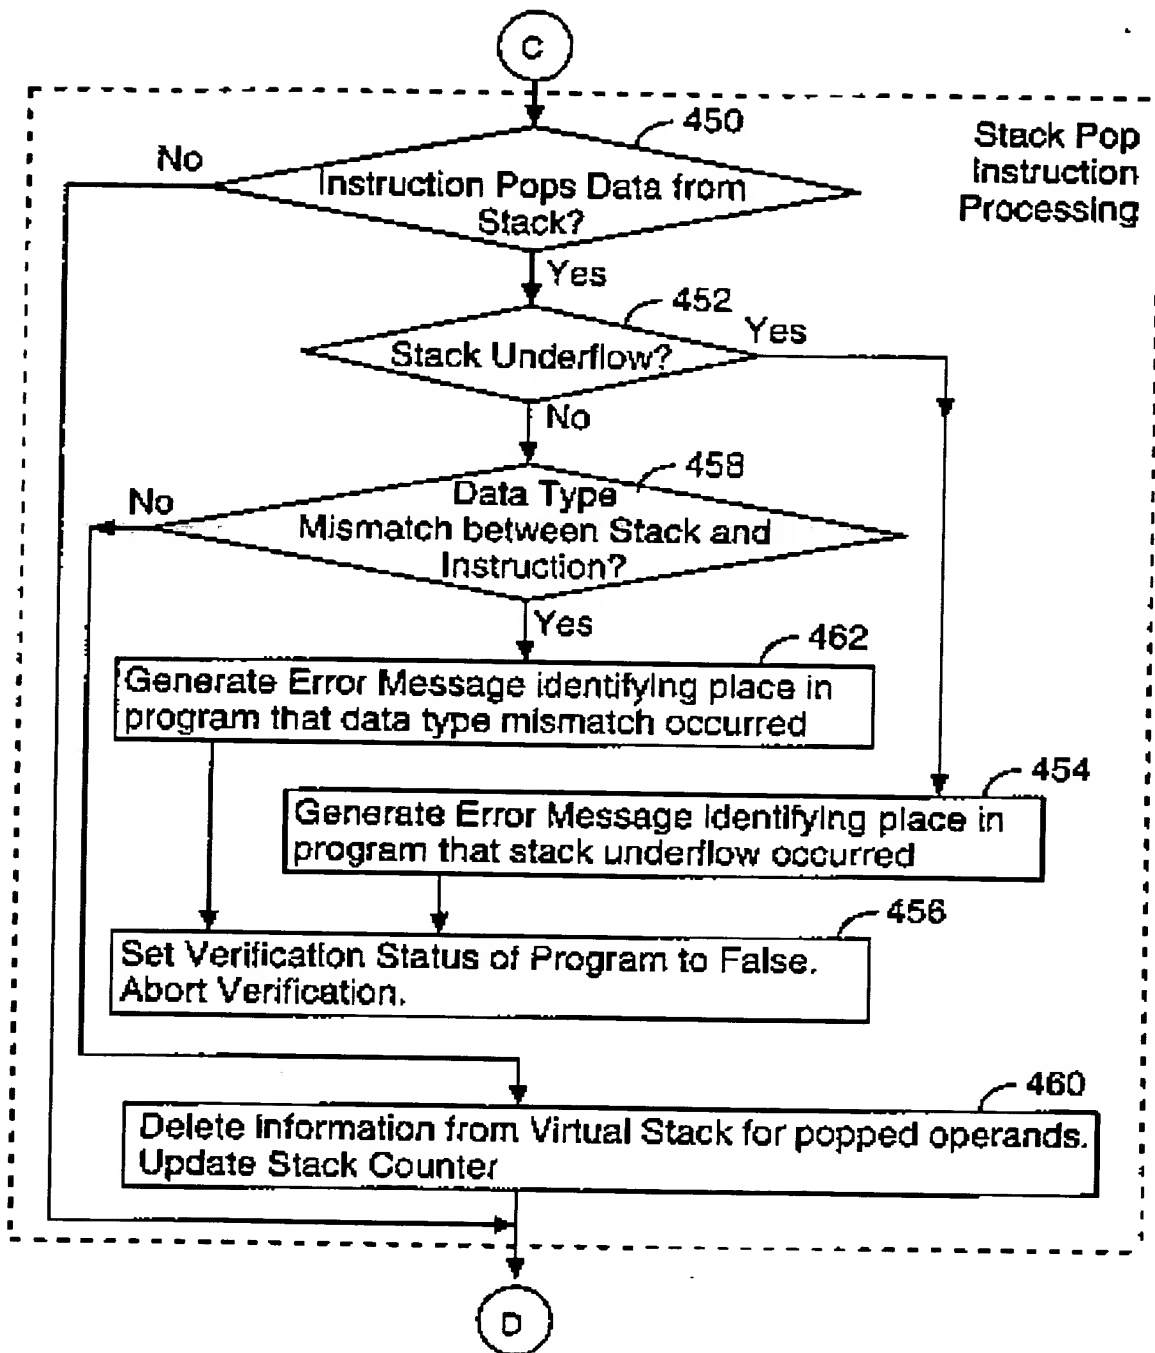 C
450
Stack Pop
Instruction
Processing
No
Instruction Pops Data from
Stack?
Yes
452
Yes
Stack Underflow?
No
458
No
Data Type
Mismatch between Stack and
Instruction?
Yes
462
Generate Error Message identifying place in
program that data type mismatch occurred
454
Generate Error Message identifying place in
program that stack underflow occurred
456
Set Verification Status of Program to False.
Abort Verification.
460
Delete information from Virtual Stack for popped operands.
Update Stack Counter
D